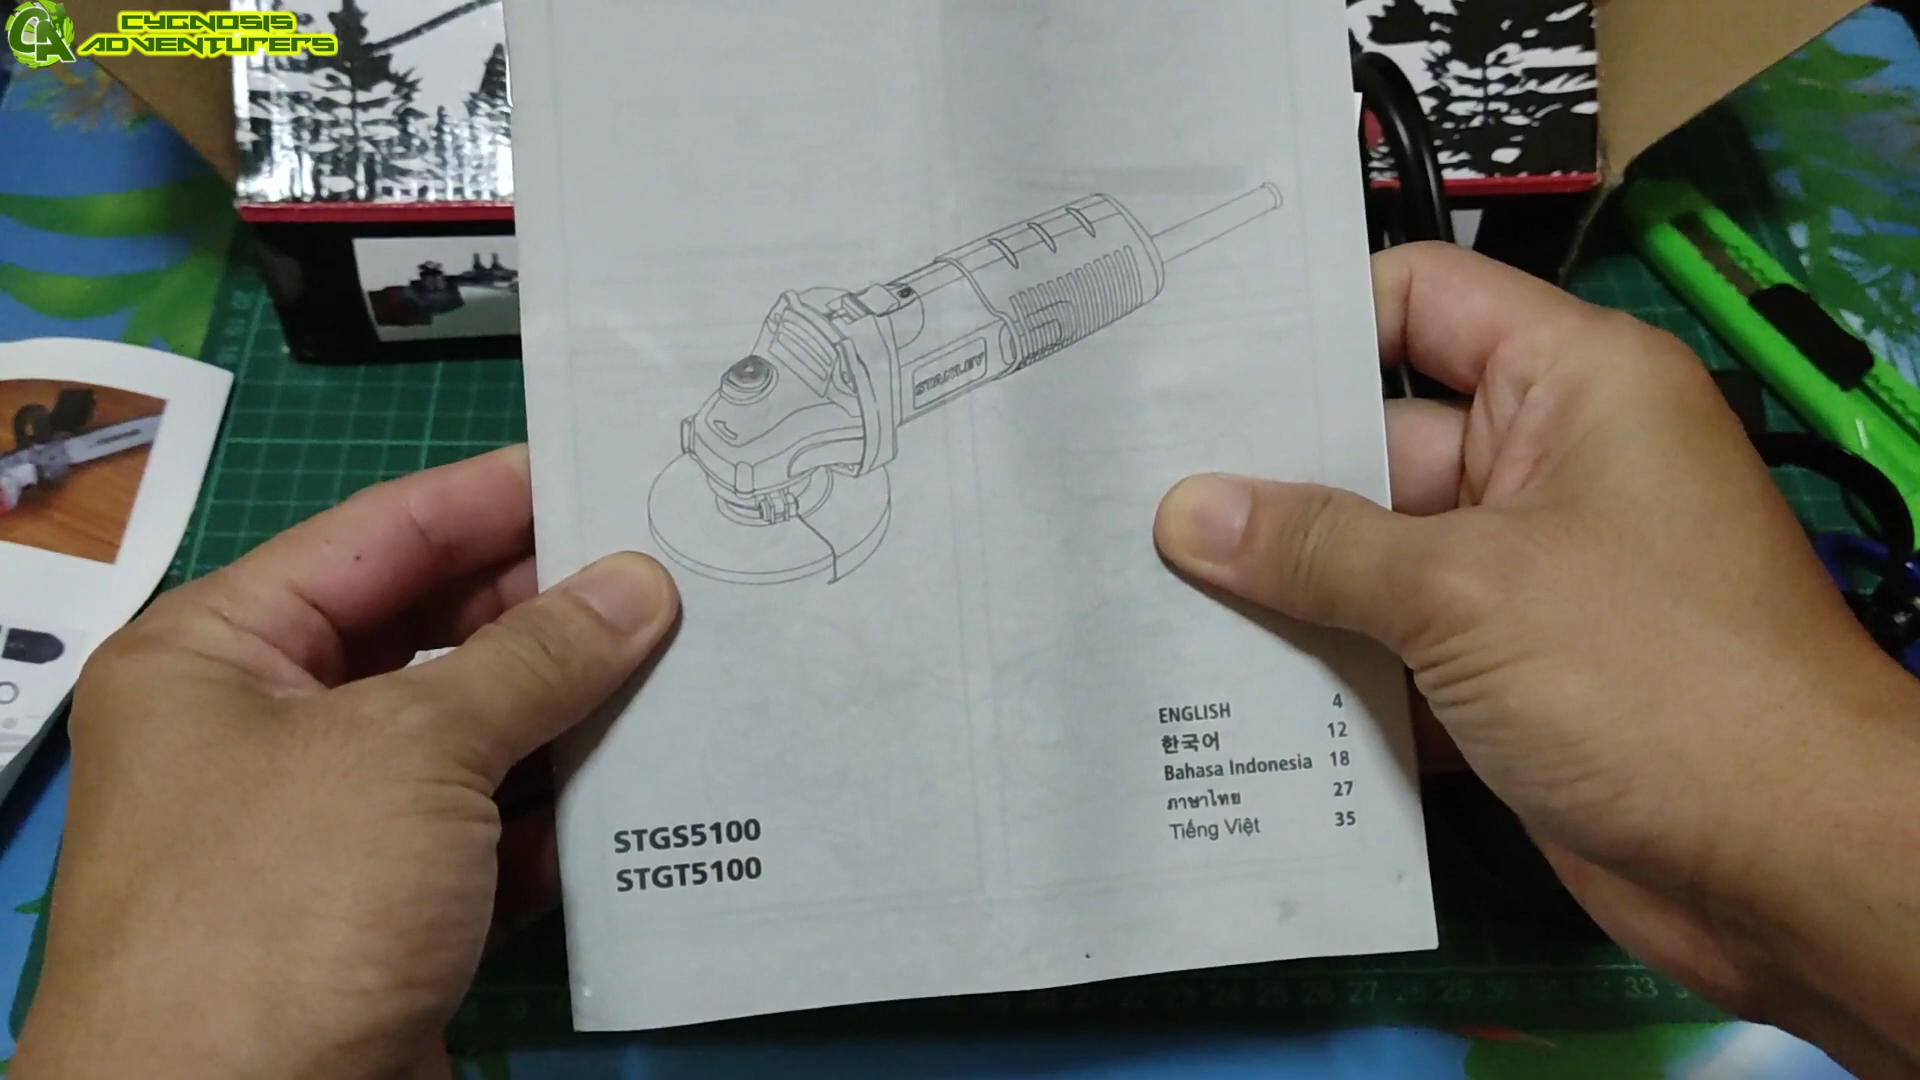 CYGNOSIS
ADVENTURERS
STANLEY
ENGLISH 4
한국어 12
Bahasa Indonesia 18
ภาษาไทย 27
Tiếng Việt 35
STGS5100
STGT5100